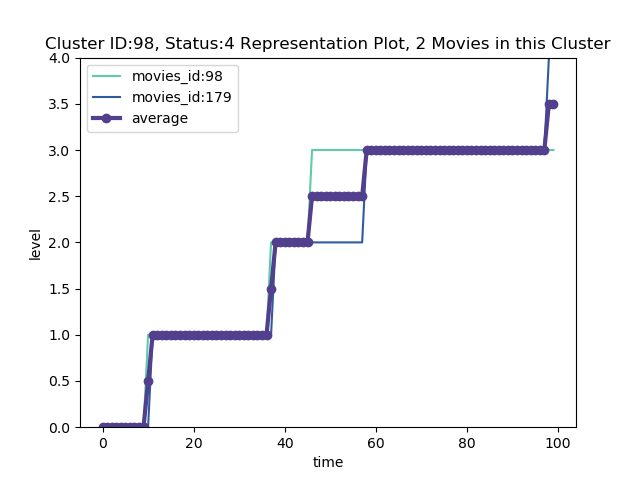 Cluster ID:98, Status:4 Representation Plot, 2 Movies in this Cluster
4.0
3.5
3.0
2.5
2.0
1.5
1.0
0.5
0.0
level
movies_id:98
movies_id:179
average
0
20
40
60
80
100
time